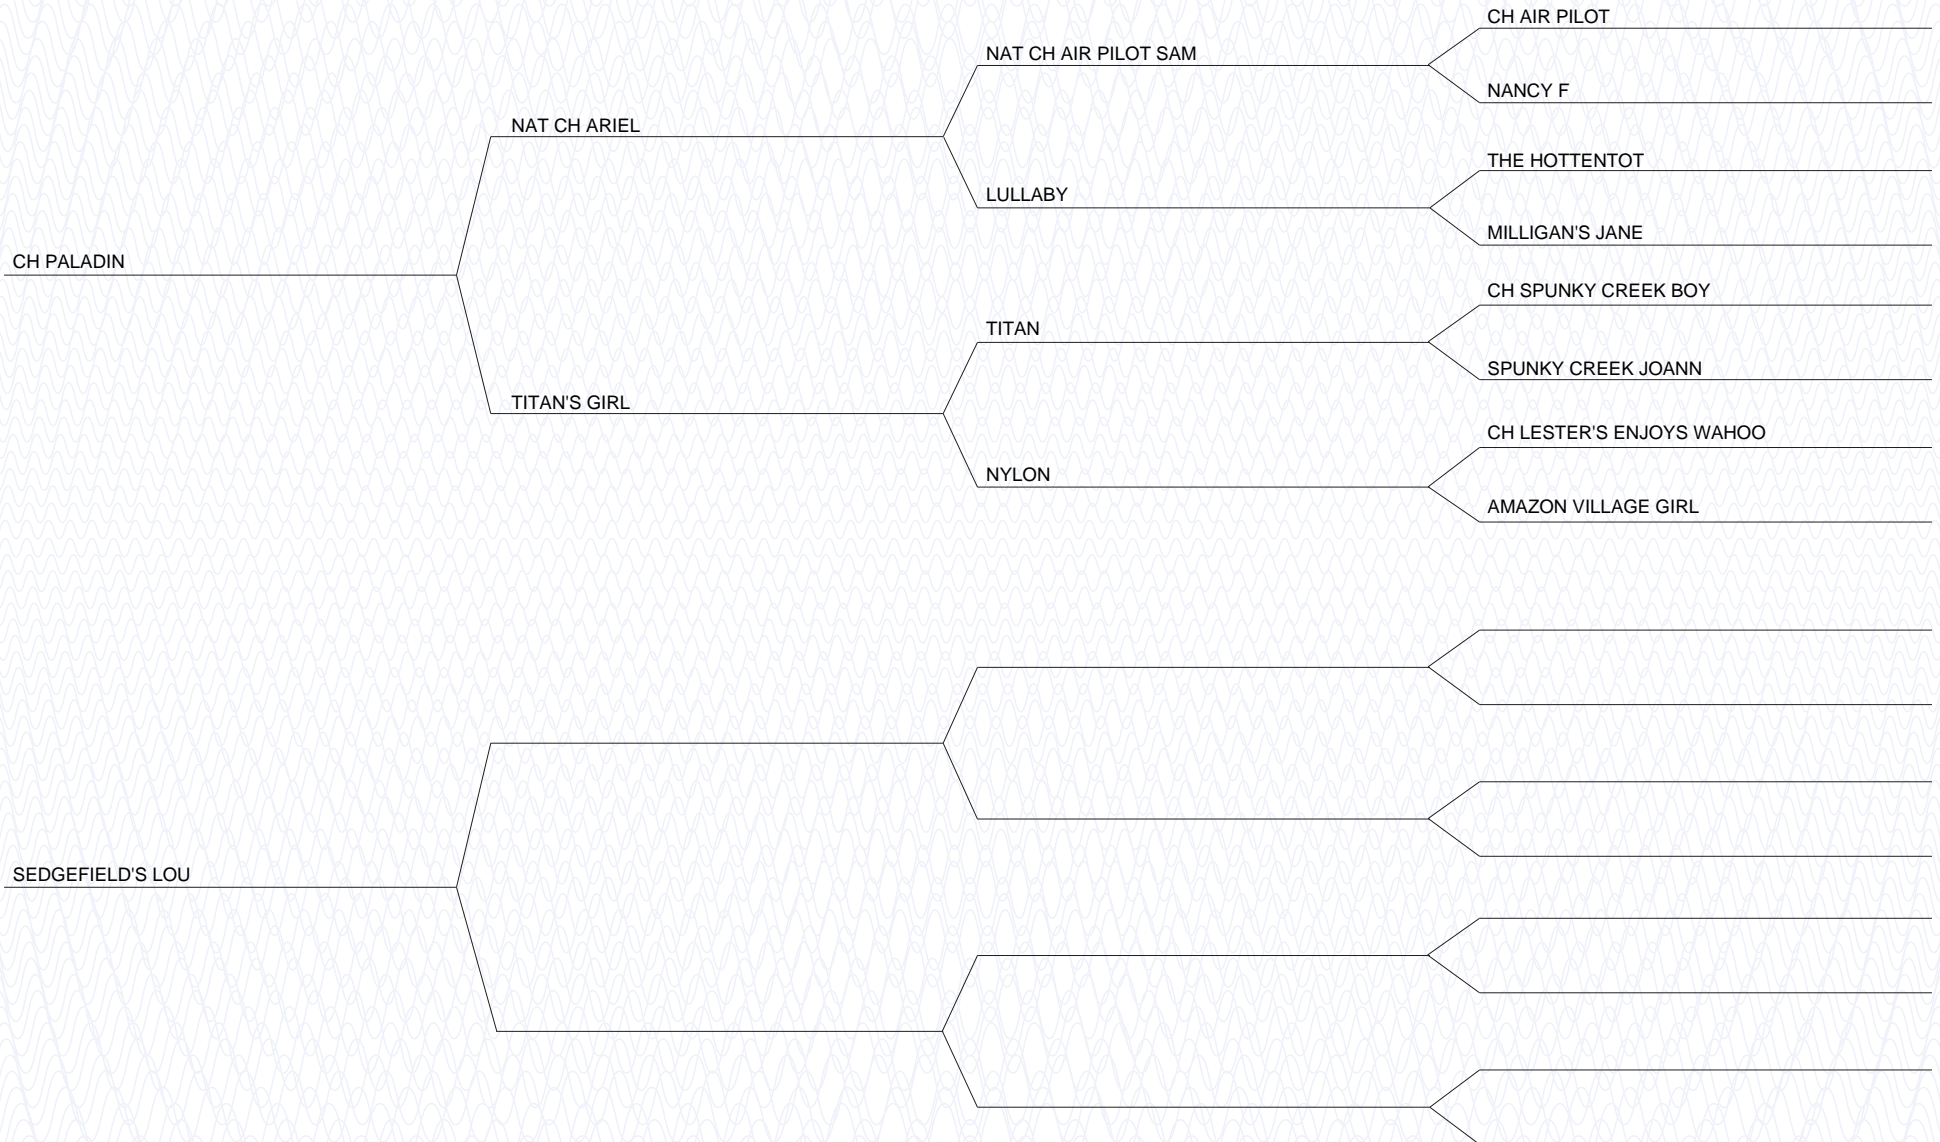 CH AIR PILOT
NAT CH AIR PILOT SAM
NANCY F
NAT CH ARIEL
THE HOTTENTOT
LULLABY
MILLIGAN'S JANE
CH PALADIN
CH SPUNKY CREEK BOY
TITAN
SPUNKY CREEK JOANN
TITAN'S GIRL
CH LESTER'S ENJOYS WAHOO
NYLON
AMAZON VILLAGE GIRL
SEDGEFIELD'S LOU